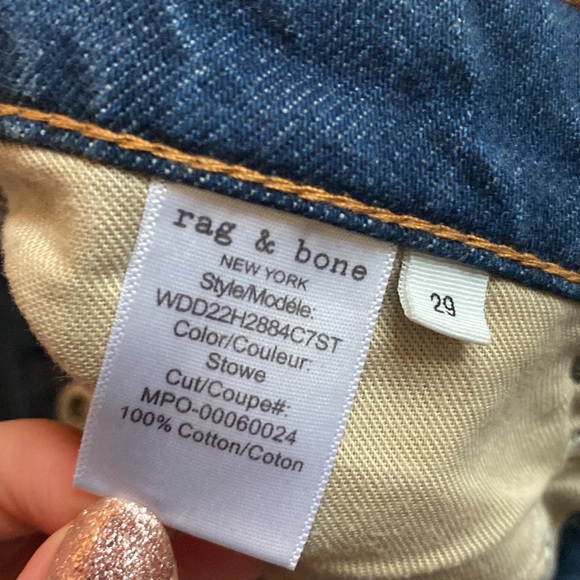 rag & bone
NEW YORK
Style/Modéle:
WDD22H2884C7ST
Color/Couleur:
Stowe
Cut/Coupe#:
MPO-00060024
100% Cotton/Coton
29